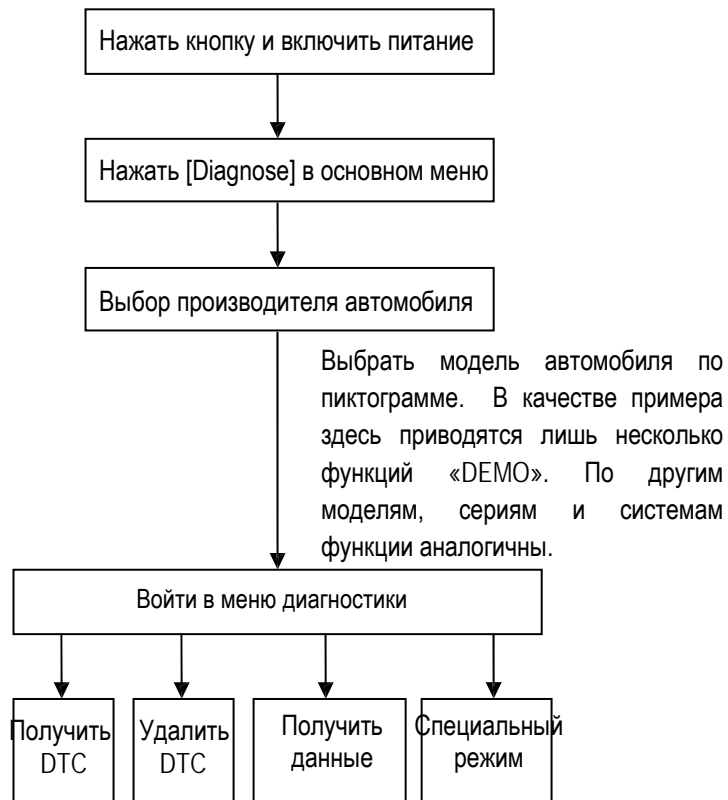 Нажать кнопку и включить питание
Нажать [Diagnose] в основном меню
Выбор производителя автомобиля
Выбрать модель автомобиля по
пиктограмме. В качестве примера
здесь приводятся лишь несколько
функций «DEMO». По другим
моделям, сериям и системам
функции аналогичны.
Войти в меню диагностики
Получить
DTC
Удалить
DTC
Получить
данные
Специальный
режим